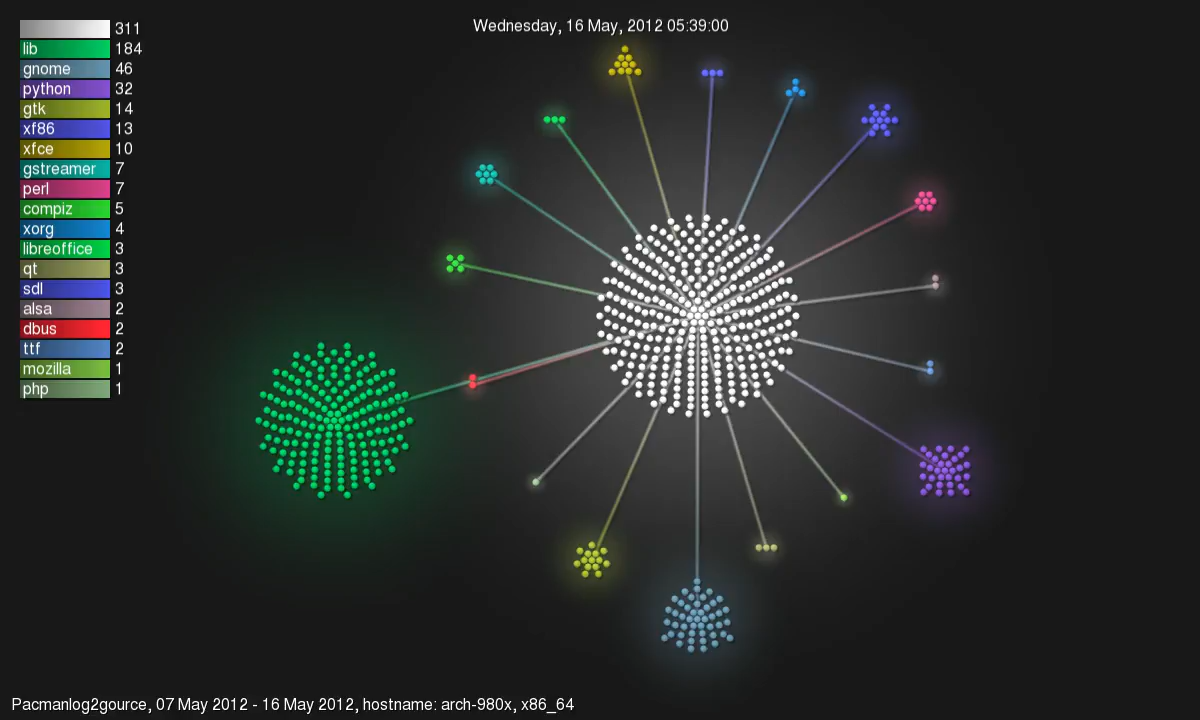 Wednesday, 16 May, 2012 05:39:00
311
lib 184
gnome 46
python 32
gtk 14
xf86 13
xfce 10
gstreamer 7
perl 7
compiz 5
xorg 4
libreoffice 3
qt 3
sdl 3
alsa 2
dbus 2
ttf 2
mozilla 1
php 1
Pacmanlog2gource, 07 May 2012 - 16 May 2012, hostname: arch-980x, x86_64